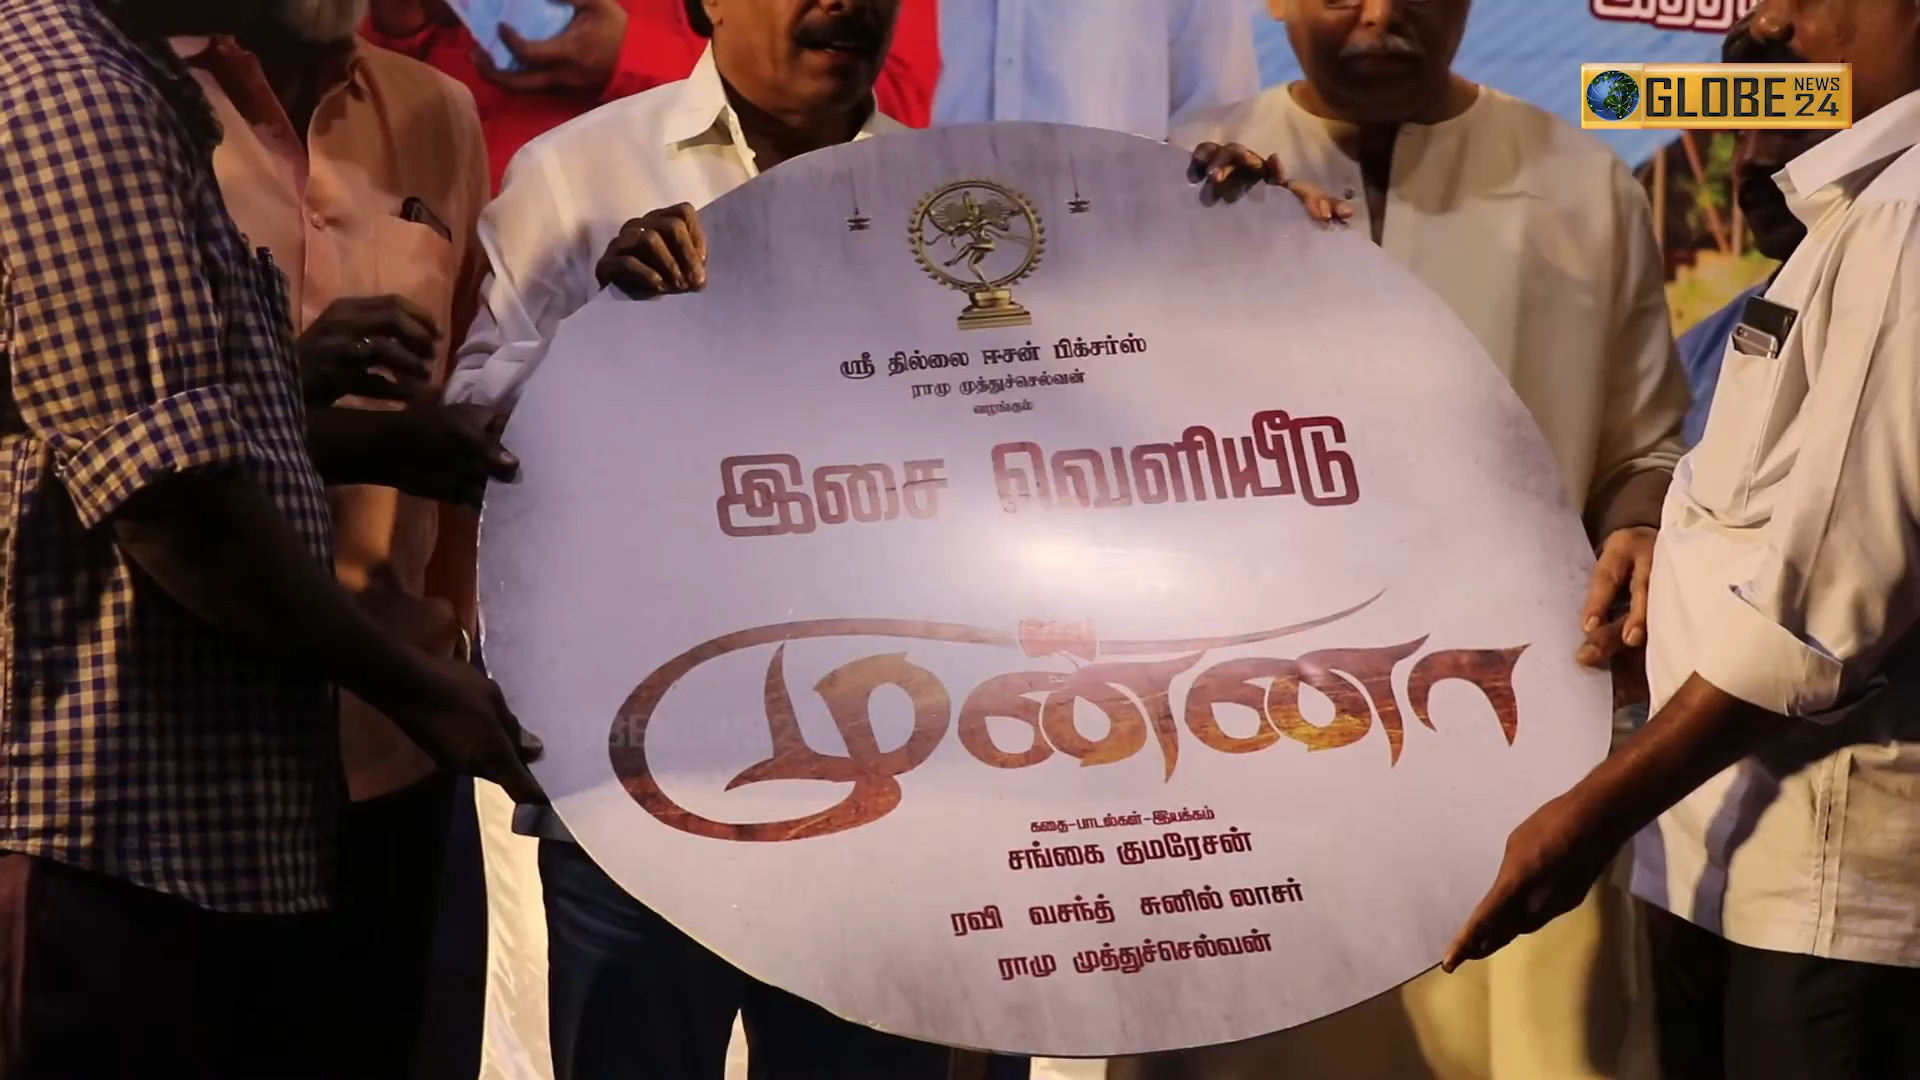 GLOBE NEWS 24
ஸ்ரீ தில்லை ஈசன் பிக்சர்ஸ்
ராமு முத்துச்செல்வன்
வழங்கும்
இசை வெளியீடு
முன்னா
கதை-பாடல்கள்-இயக்கம்
சங்கை குமரேசன்
ரவி வசந்த் சுனில் லாசர்
ராமு முத்துச்செல்வன்